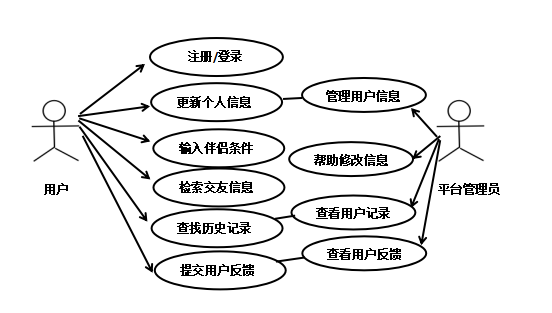 注册/登录
更新个人信息
管理用户信息
输入伴侣条件
帮助修改信息
检索交友信息
用户
平台管理员
查找历史记录
查看用户记录
提交用户反馈
查看用户反馈